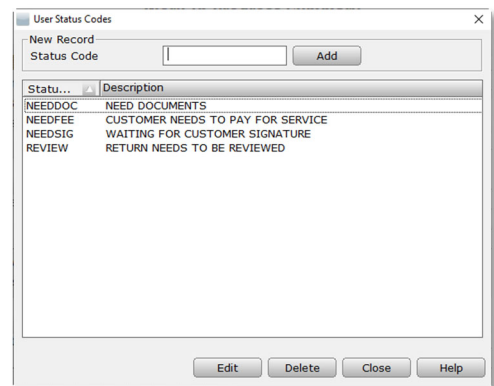 User Status Codes
New Record
Status Code
Add
Statu... Description
NEEDDOC NEED DOCUMENTS
NEEDFEE CUSTOMER NEEDS TO PAY FOR SERVICE
NEEDSIG WAITING FOR CUSTOMER SIGNATURE
REVIEW RETURN NEEDS TO BE REVIEWED
Edit Delete Close Help